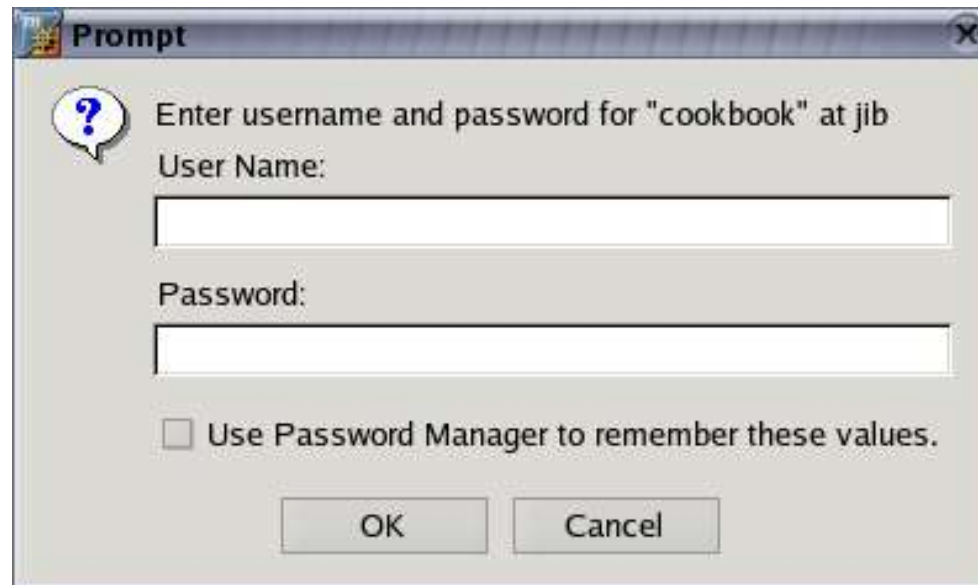 Prompt
Enter username and password for "cookbook" at jib
User Name:
Password:
Use Password Manager to remember these values.
OK
Cancel